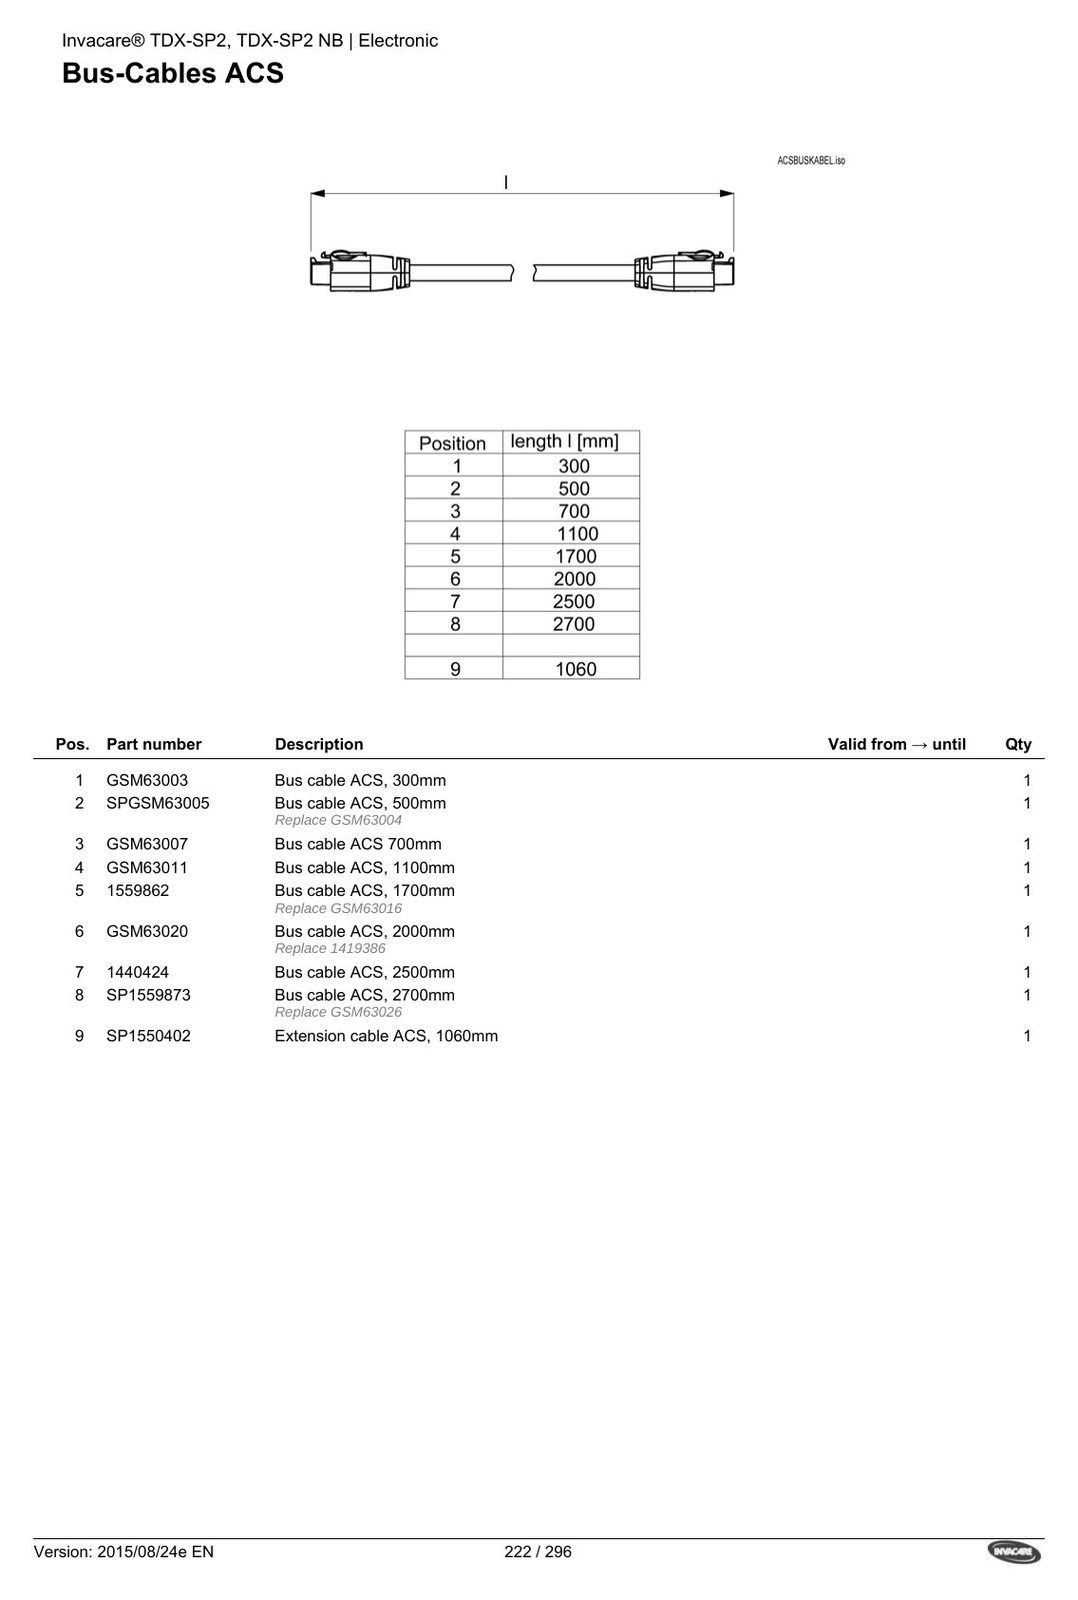 Invacare® TDX-SP2, TDX-SP2 NB | Electronic
Bus-Cables ACS
ACSBUSKABEL.iso
l
Position length l [mm]
1 300
2 500
3 700
4 1100
5 1700
6 2000
7 2500
8 2700
9 1060
Pos. Part number Description Valid from → until Qty
1 GSM63003 Bus cable ACS, 300mm 1
2 SPGSM63005 Bus cable ACS, 500mm 1
Replace GSM63004
3 GSM63007 Bus cable ACS 700mm 1
4 GSM63011 Bus cable ACS, 1100mm 1
5 1559862 Bus cable ACS, 1700mm 1
Replace GSM63016
6 GSM63020 Bus cable ACS, 2000mm 1
Replace 1419386
7 1440424 Bus cable ACS, 2500mm 1
8 SP1559873 Bus cable ACS, 2700mm 1
Replace GSM63026
9 SP1550402 Extension cable ACS, 1060mm 1
Version: 2015/08/24e EN 222 / 296 INVACARE